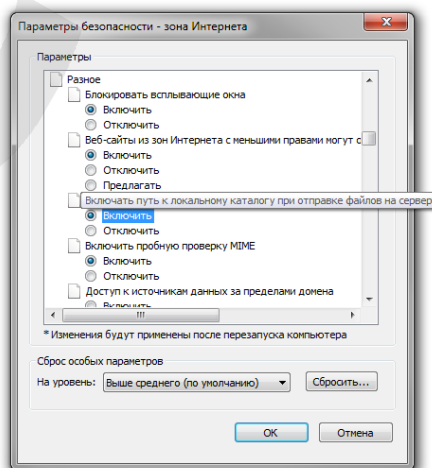 Параметры безопасности - зона Интернета
Параметры
Разное
Блокировать всплывающие окна
Включить
Отключить
Веб-сайты из зон Интернета с меньшими правами могут
Включить
Отключить
Предлагать
Включать путь к локальному каталогу при отправке файлов на сервер
Включить
Отключить
Включить пробную проверку MIME
Включить
Отключить
Доступ к источникам данных за пределами домена
Включить
*Изменения будут применены после перезапуска компьютера
Сброс особых параметров
На уровень: Выше среднего (по умолчанию) Сбросить...
ОК Отмена